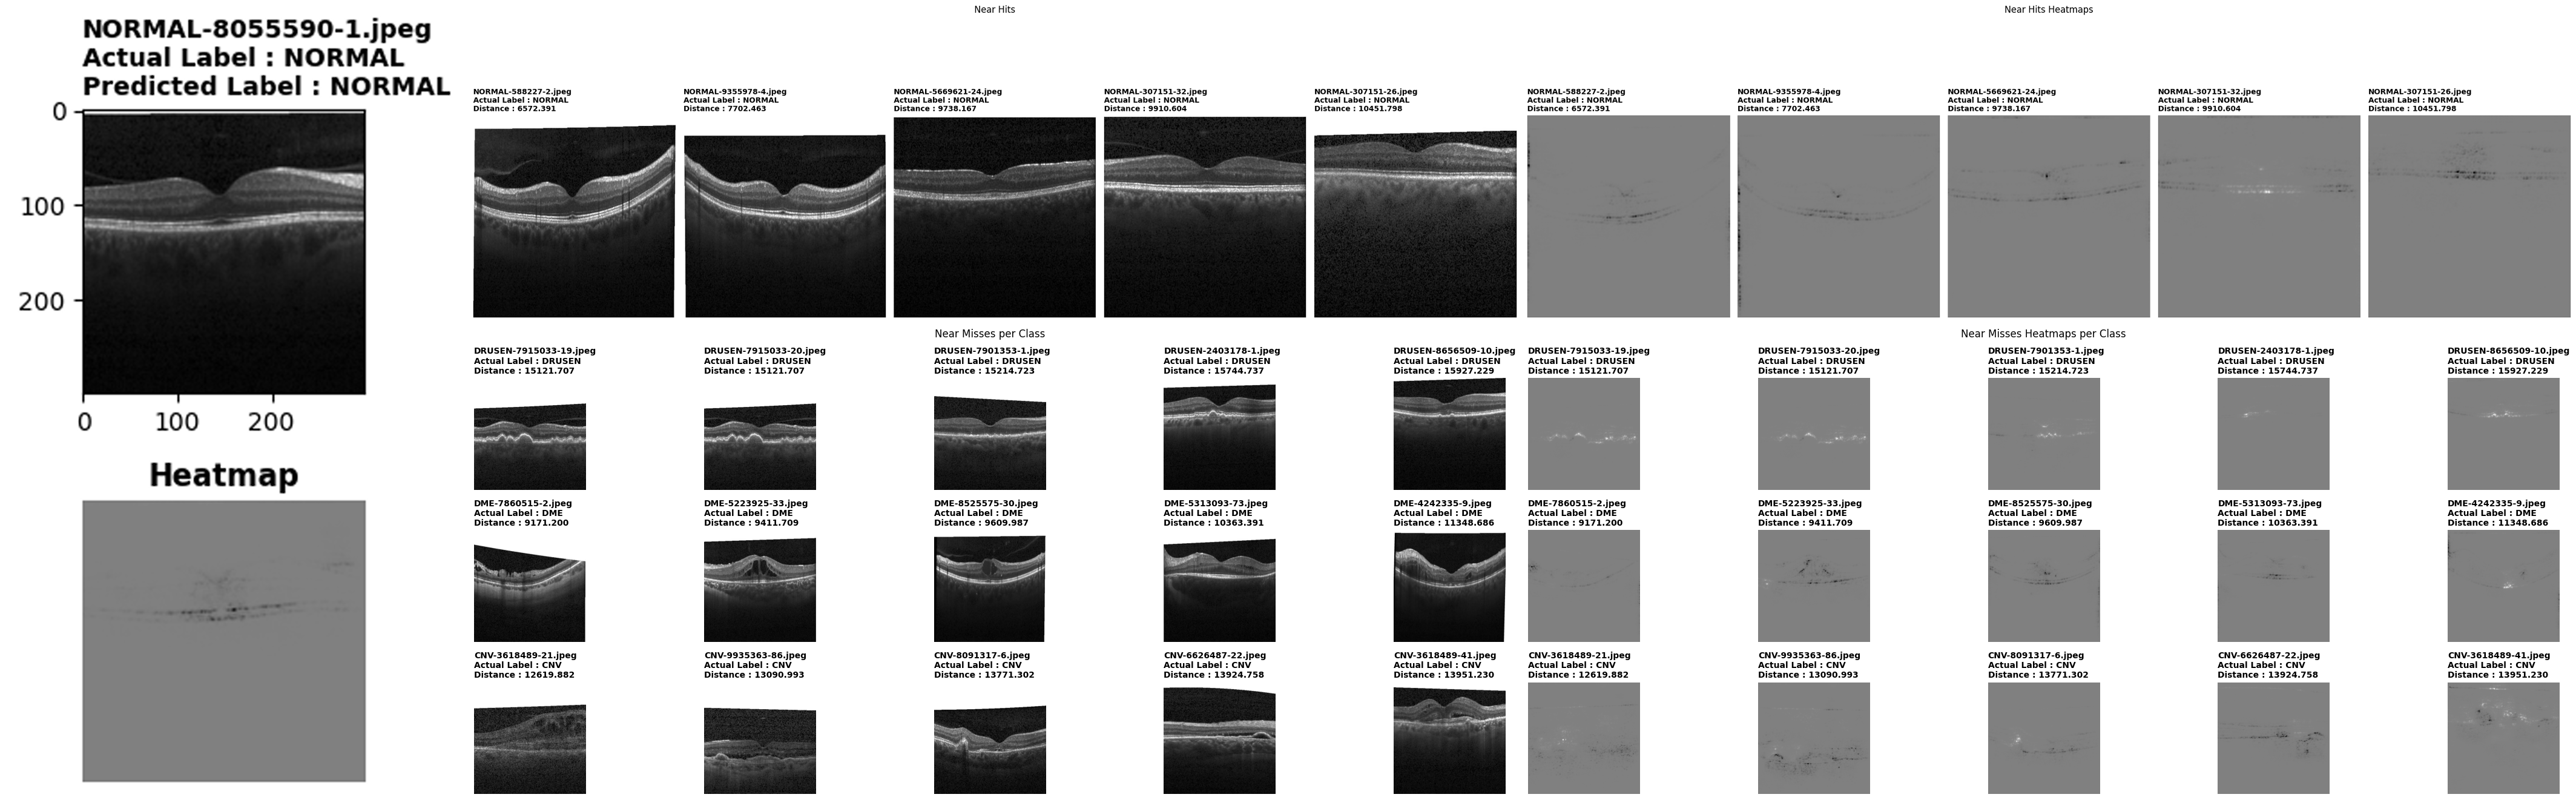 NORMAL-8055590-1.jpeg
Actual Label : NORMAL
Predicted Label : NORMAL
0
100
200
0
100
200
Heatmap
Near Hits
NORMAL-588227-2.jpeg
Actual Label : NORMAL
Distance : 6572.391
NORMAL-9355978-4.jpeg
Actual Label : NORMAL
Distance : 7702.463
NORMAL-5669621-24.jpeg
Actual Label : NORMAL
Distance : 9738.167
NORMAL-307151-32.jpeg
Actual Label : NORMAL
Distance : 9910.604
NORMAL-307151-26.jpeg
Actual Label : NORMAL
Distance : 10451.798
Near Hits Heatmaps
NORMAL-588227-2.jpeg
Actual Label : NORMAL
Distance : 6572.391
NORMAL-9355978-4.jpeg
Actual Label : NORMAL
Distance : 7702.463
NORMAL-5669621-24.jpeg
Actual Label : NORMAL
Distance : 9738.167
NORMAL-307151-32.jpeg
Actual Label : NORMAL
Distance : 9910.604
NORMAL-307151-26.jpeg
Actual Label : NORMAL
Distance : 10451.798
Near Misses per Class
DRUSEN-7915033-19.jpeg
Actual Label : DRUSEN
Distance : 15121.707
DRUSEN-7915033-20.jpeg
Actual Label : DRUSEN
Distance : 15121.707
DRUSEN-7901353-1.jpeg
Actual Label : DRUSEN
Distance : 15214.723
DRUSEN-2403178-1.jpeg
Actual Label : DRUSEN
Distance : 15744.737
DRUSEN-8656509-10.jpeg
Actual Label : DRUSEN
Distance : 15927.229
DME-7860515-2.jpeg
Actual Label : DME
Distance : 9171.200
DME-5223925-33.jpeg
Actual Label : DME
Distance : 9411.709
DME-8525575-30.jpeg
Actual Label : DME
Distance : 9609.987
DME-5313093-73.jpeg
Actual Label : DME
Distance : 10363.391
DME-4242335-9.jpeg
Actual Label : DME
Distance : 11348.686
CNV-3618489-21.jpeg
Actual Label : CNV
Distance : 12619.882
CNV-9935363-86.jpeg
Actual Label : CNV
Distance : 13090.993
CNV-8091317-6.jpeg
Actual Label : CNV
Distance : 13771.302
CNV-6626487-22.jpeg
Actual Label : CNV
Distance : 13924.758
CNV-3618489-41.jpeg
Actual Label : CNV
Distance : 13951.230
Near Misses Heatmaps per Class
DRUSEN-7915033-19.jpeg
Actual Label : DRUSEN
Distance : 15121.707
DRUSEN-7915033-20.jpeg
Actual Label : DRUSEN
Distance : 15121.707
DRUSEN-7901353-1.jpeg
Actual Label : DRUSEN
Distance : 15214.723
DRUSEN-2403178-1.jpeg
Actual Label : DRUSEN
Distance : 15744.737
DRUSEN-8656509-10.jpeg
Actual Label : DRUSEN
Distance : 15927.229
DME-7860515-2.jpeg
Actual Label : DME
Distance : 9171.200
DME-5223925-33.jpeg
Actual Label : DME
Distance : 9411.709
DME-8525575-30.jpeg
Actual Label : DME
Distance : 9609.987
DME-5313093-73.jpeg
Actual Label : DME
Distance : 10363.391
DME-4242335-9.jpeg
Actual Label : DME
Distance : 11348.686
CNV-3618489-21.jpeg
Actual Label : CNV
Distance : 12619.882
CNV-9935363-86.jpeg
Actual Label : CNV
Distance : 13090.993
CNV-8091317-6.jpeg
Actual Label : CNV
Distance : 13771.302
CNV-6626487-22.jpeg
Actual Label : CNV
Distance : 13924.758
CNV-3618489-41.jpeg
Actual Label : CNV
Distance : 13951.230